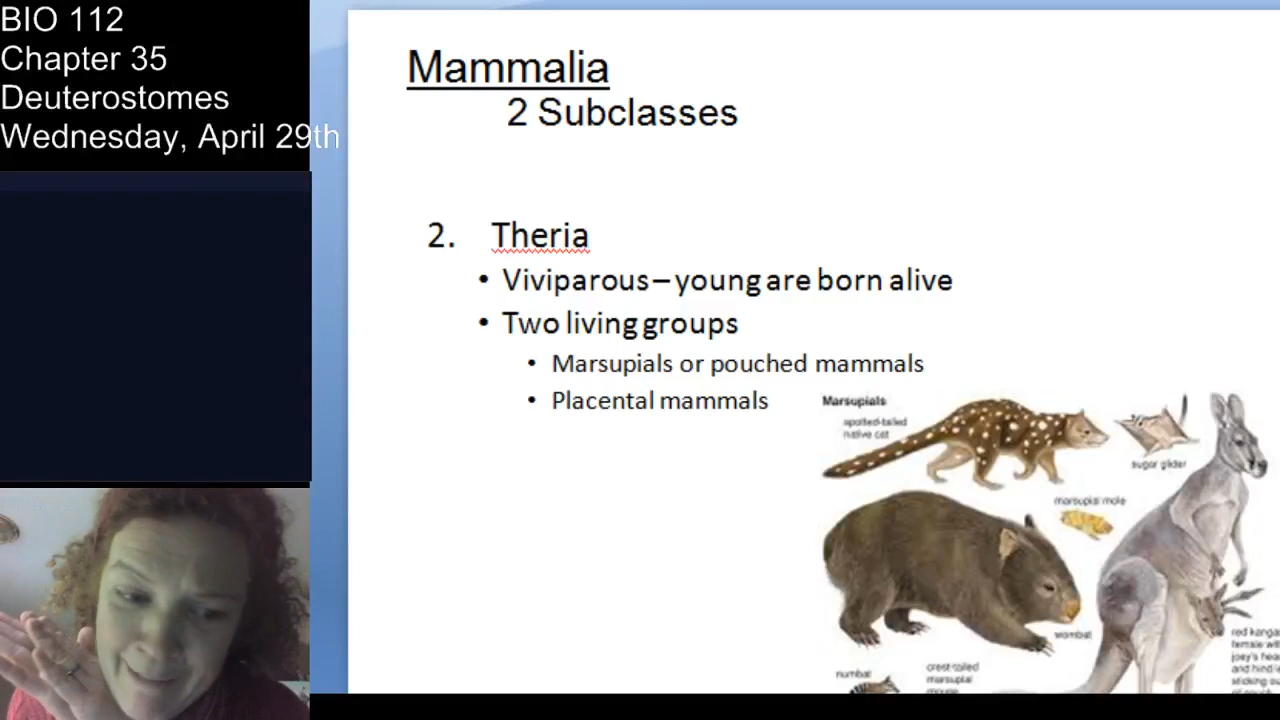 BIO 112
Chapter 35
Deuterostomes
Wednesday, April 29th
Mammalia
2 Subclasses
2. Theria
• Viviparous – young are born alive
• Two living groups
• Marsupials or pouched mammals
• Placental mammals
Marsupials
spotted-tailed
native cat
sugar glider
marsupial mole
wombat
numbat
crest-tailed
marsupial
mouse
red kanga
female wit
joey's hea
and hind l
sticking ou